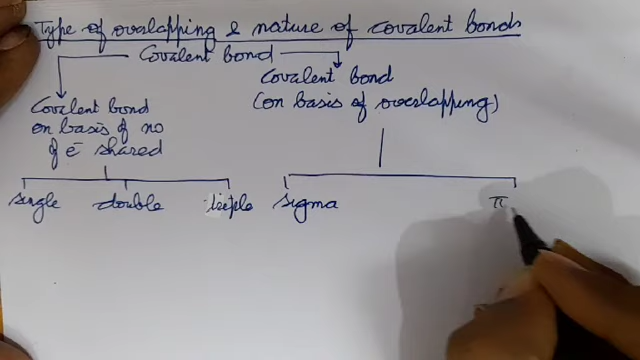 Type of overlapping & nature of covalent bonds
Covalent bond
Covalent bond
(on basis of overlapping)
Covalent bond
on basis of no
of e⁻ shared
single double triple sigma π